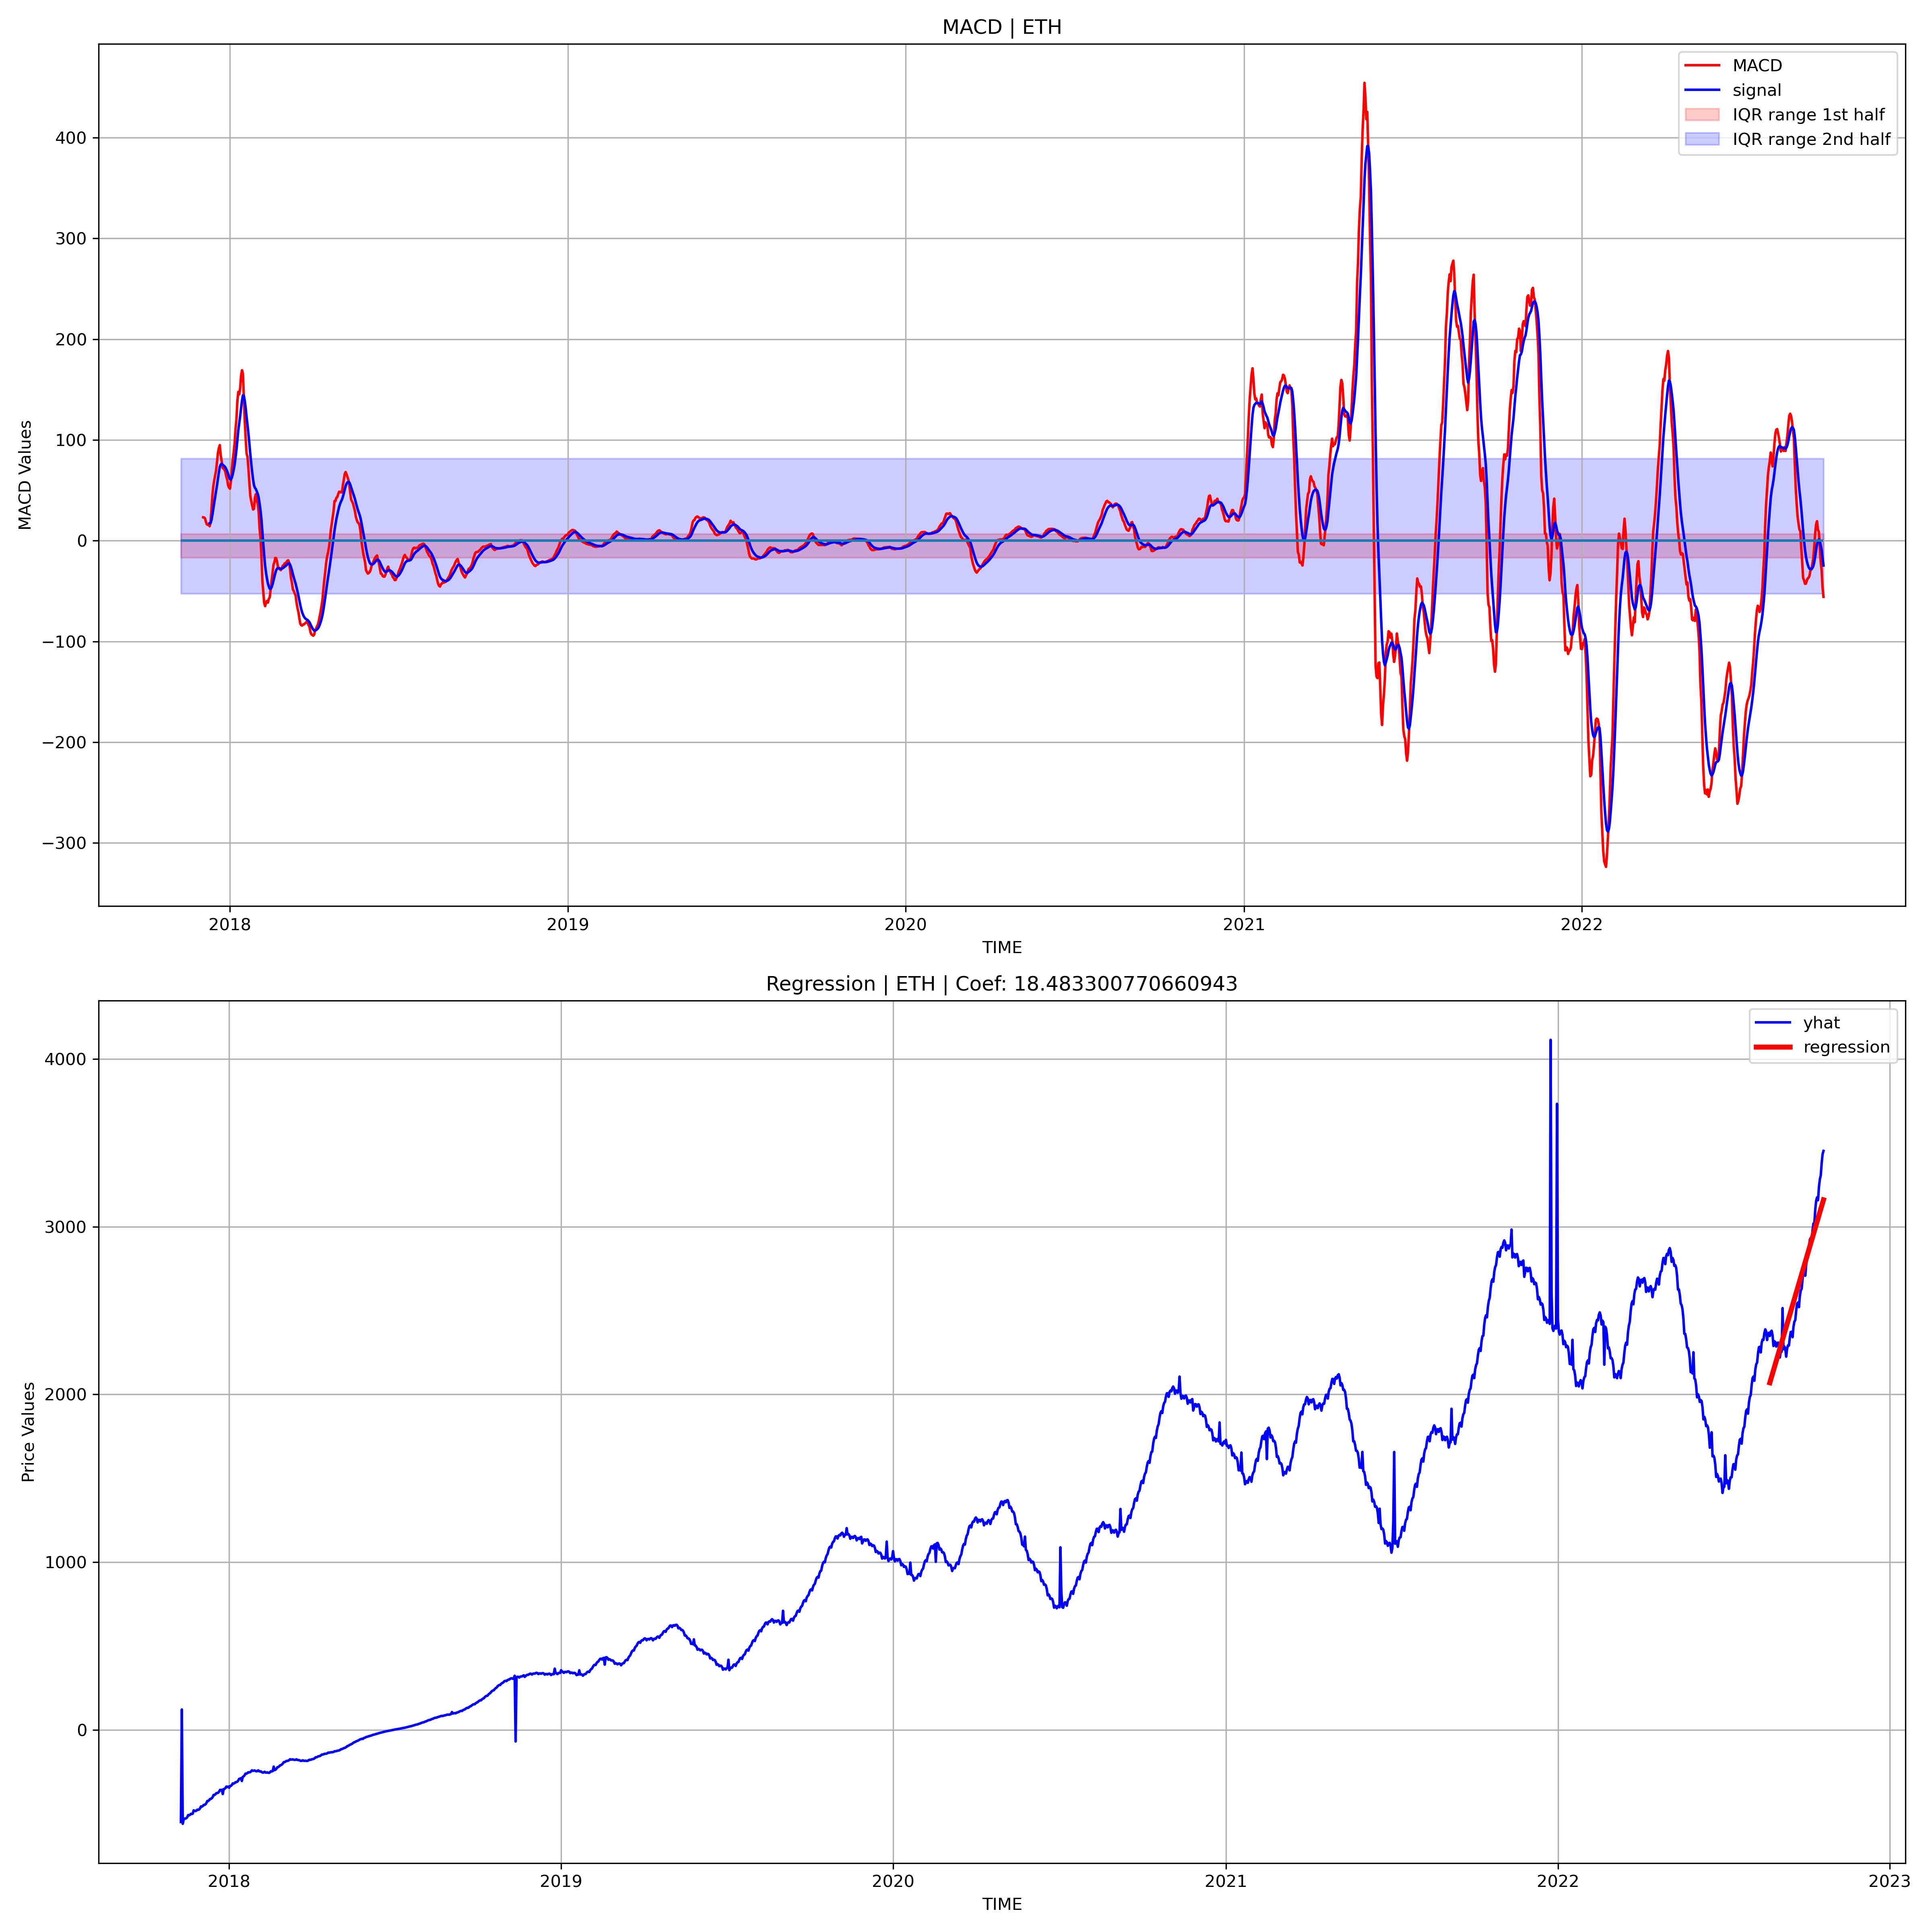 MACD | ETH
MACD
signal
IQR range 1st half
IQR range 2nd half
MACD Values
400
300
200
100
0
−100
−200
−300
2018
2019
2020
2021
2022
TIME
Regression | ETH | Coef: 18.483300770660943
yhat
regression
Price Values
4000
3000
2000
1000
0
2018
2019
2020
2021
2022
2023
TIME